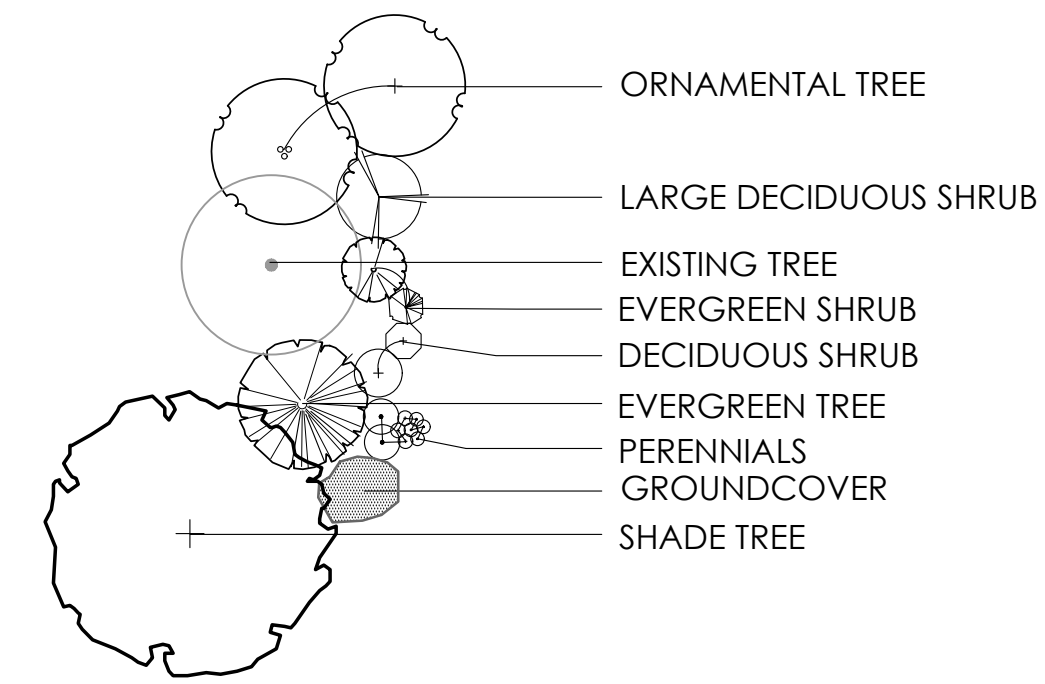 ORNAMENTAL TREE
LARGE DECIDUOUS SHRUB
EXISTING TREE
EVERGREEN SHRUB
DECIDUOUS SHRUB
EVERGREEN TREE
PERENNIALS
GROUNDCOVER
SHADE TREE